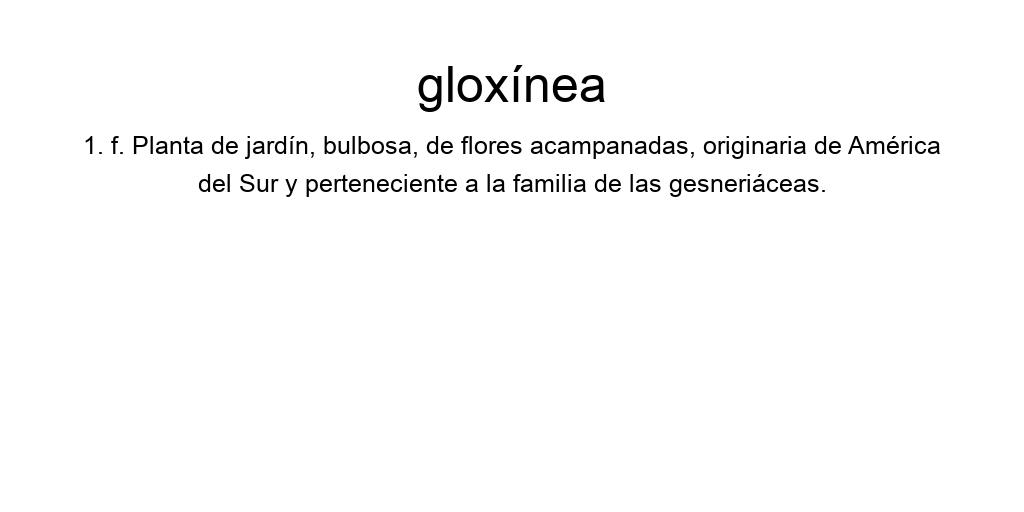 gloxínea
1. f. Planta de jardín, bulbosa, de flores acampanadas, originaria de América
del Sur y perteneciente a la familia de las gesneriáceas.